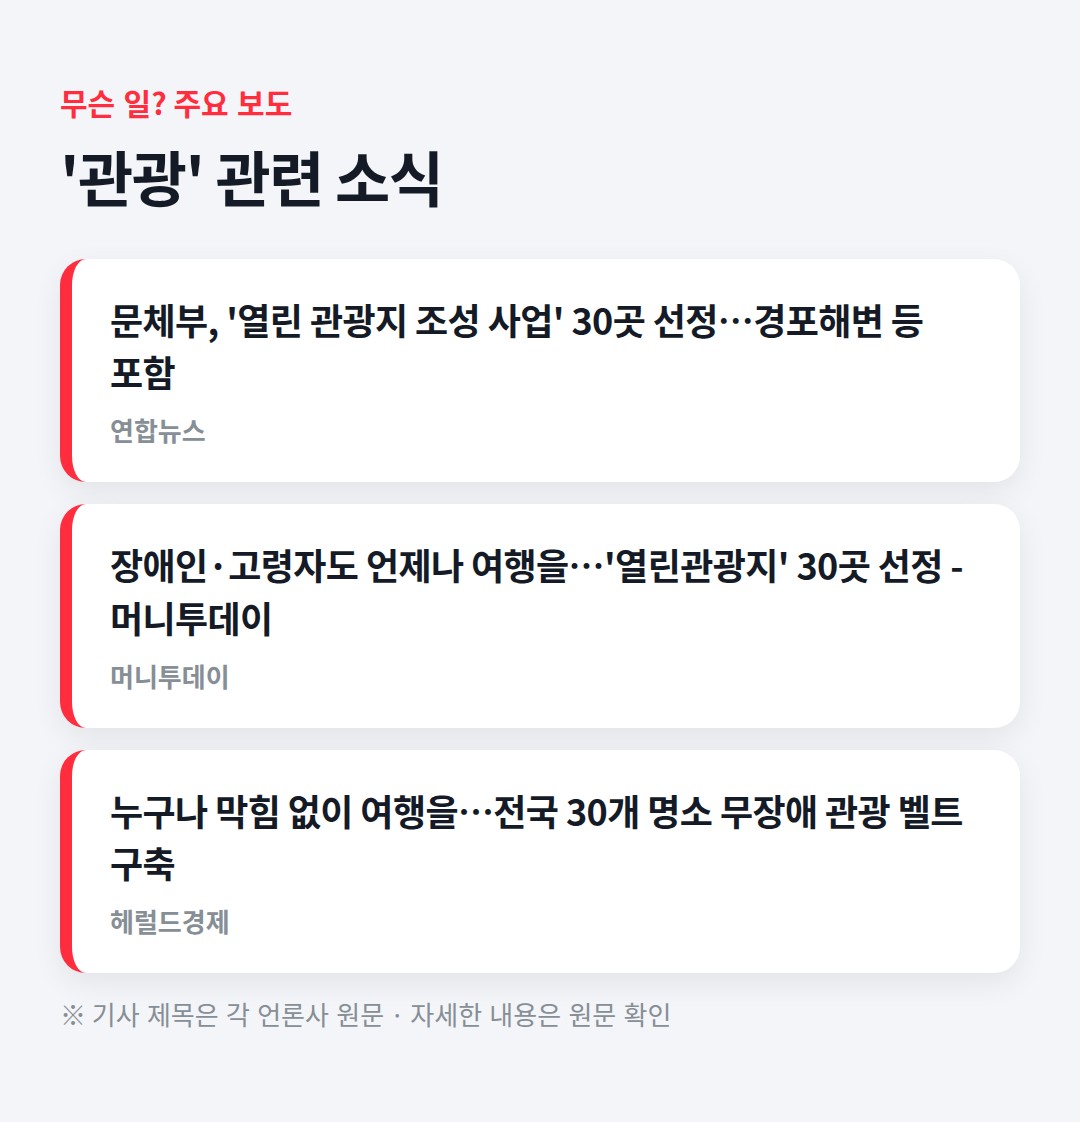 무슨 일? 주요 보도
'관광' 관련 소식
문체부, '열린 관광지 조성 사업' 30곳 선정…경포해변 등
포함
연합뉴스
장애인·고령자도 언제나 여행을…'열린관광지' 30곳 선정 -
머니투데이
머니투데이
누구나 막힘 없이 여행을…전국 30개 명소 무장애 관광 벨트
구축
헤럴드경제
※ 기사 제목은 각 언론사 원문 · 자세한 내용은 원문 확인